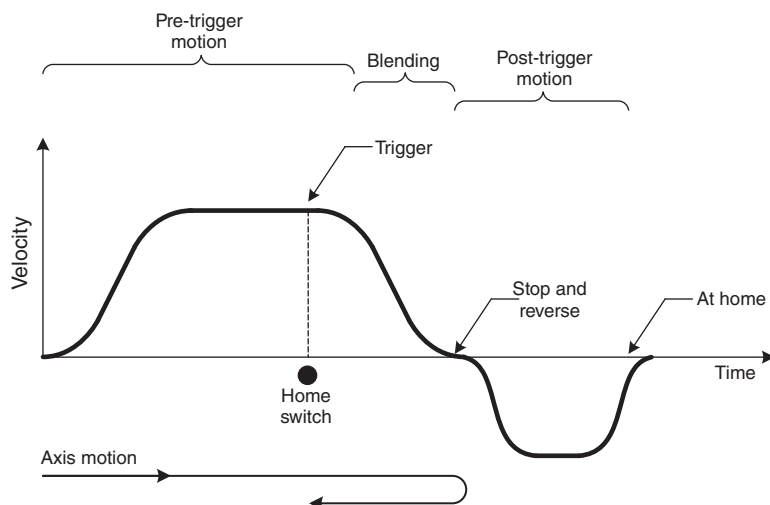 Pre-trigger
motion
Blending
Post-trigger
motion
Trigger
Velocity
Stop and
reverse
At home
Time
Home
switch
Axis motion